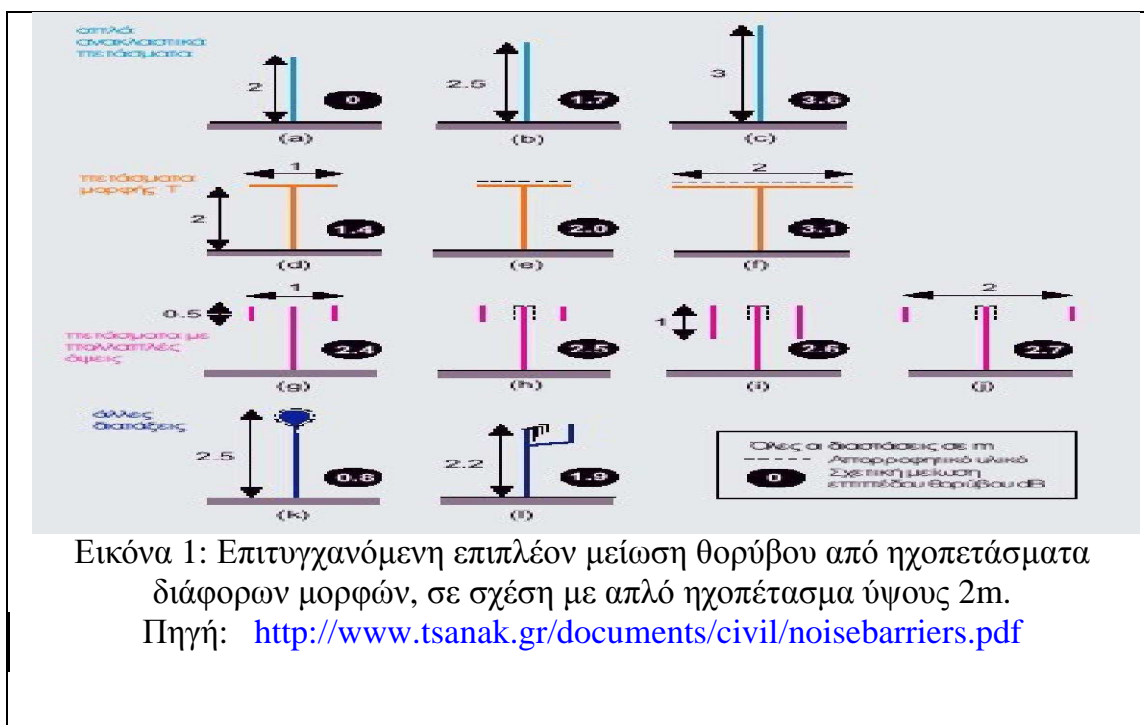 απλά
ανακλαστικά
πετάσματα
2
0
(a)
2.5
1.7
(b)
3
3.6
(c)
πετάσματα
μορφής T
1
2
1.4
(d)
2.0
(e)
2
3.1
(f)
πετάσματα με
πολλαπλές
όψεις
0.5
1
2.4
(g)
2.5
(h)
1
2.6
(i)
2
2.7
(j)
άλλες
διατάξεις
2.5
0.8
(k)
2.2
1.9
(l)
Όλες οι διαστάσεις σε m
Απορροφητικό υλικό
0
Σχετική μείωση
επιπέδου θορύβου dB
Εικόνα 1: Επιτυγχανόμενη επιπλέον μείωση θορύβου από ηχοπετάσματα
διάφορων μορφών, σε σχέση με απλό ηχοπέτασμα ύψους 2m.
Πηγή: http://www.tsanak.gr/documents/civil/noisebarriers.pdf